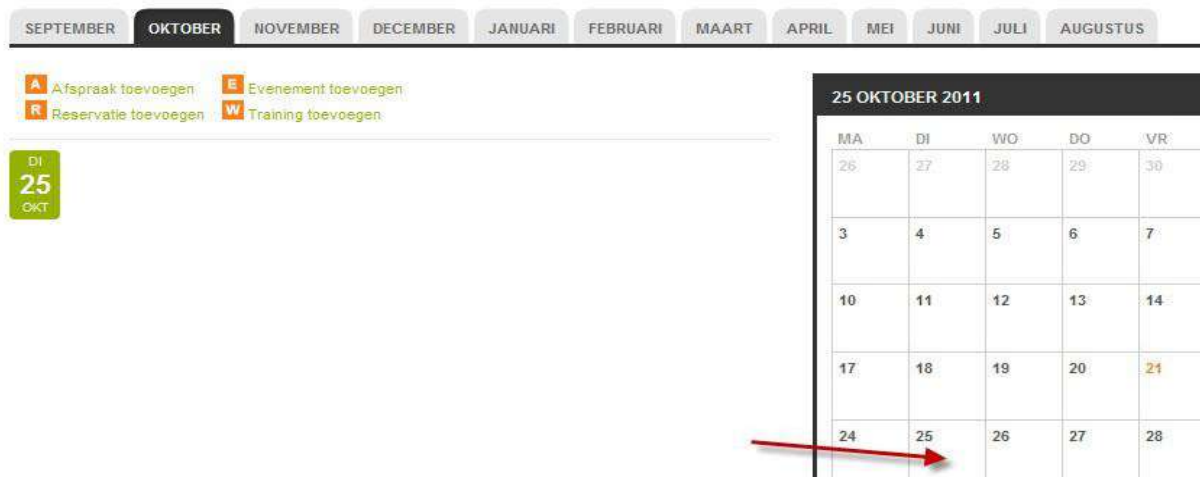 SEPTEMBER OKTOBER NOVEMBER DECEMBER JANUARI FEBRUARI MAART APRIL MEI JUNI JULI AUGUSTUS
A Afspraak toevoegen E Evenement toevoegen
R Reservatie toevoegen W Training toevoegen
DI
25
OKT
25 OKTOBER 2011
MA DI WO DO VR
26 27 28 29 30
3 4 5 6 7
10 11 12 13 14
17 18 19 20 21
24 25 26 27 28